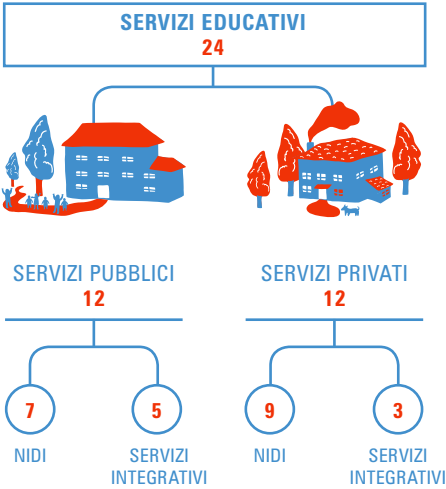 SERVIZI EDUCATIVI
24
SERVIZI PUBBLICI
12
SERVIZI PRIVATI
12
7
NIDI
5
SERVIZI
INTEGRATIVI
9
NIDI
3
SERVIZI
INTEGRATIVI